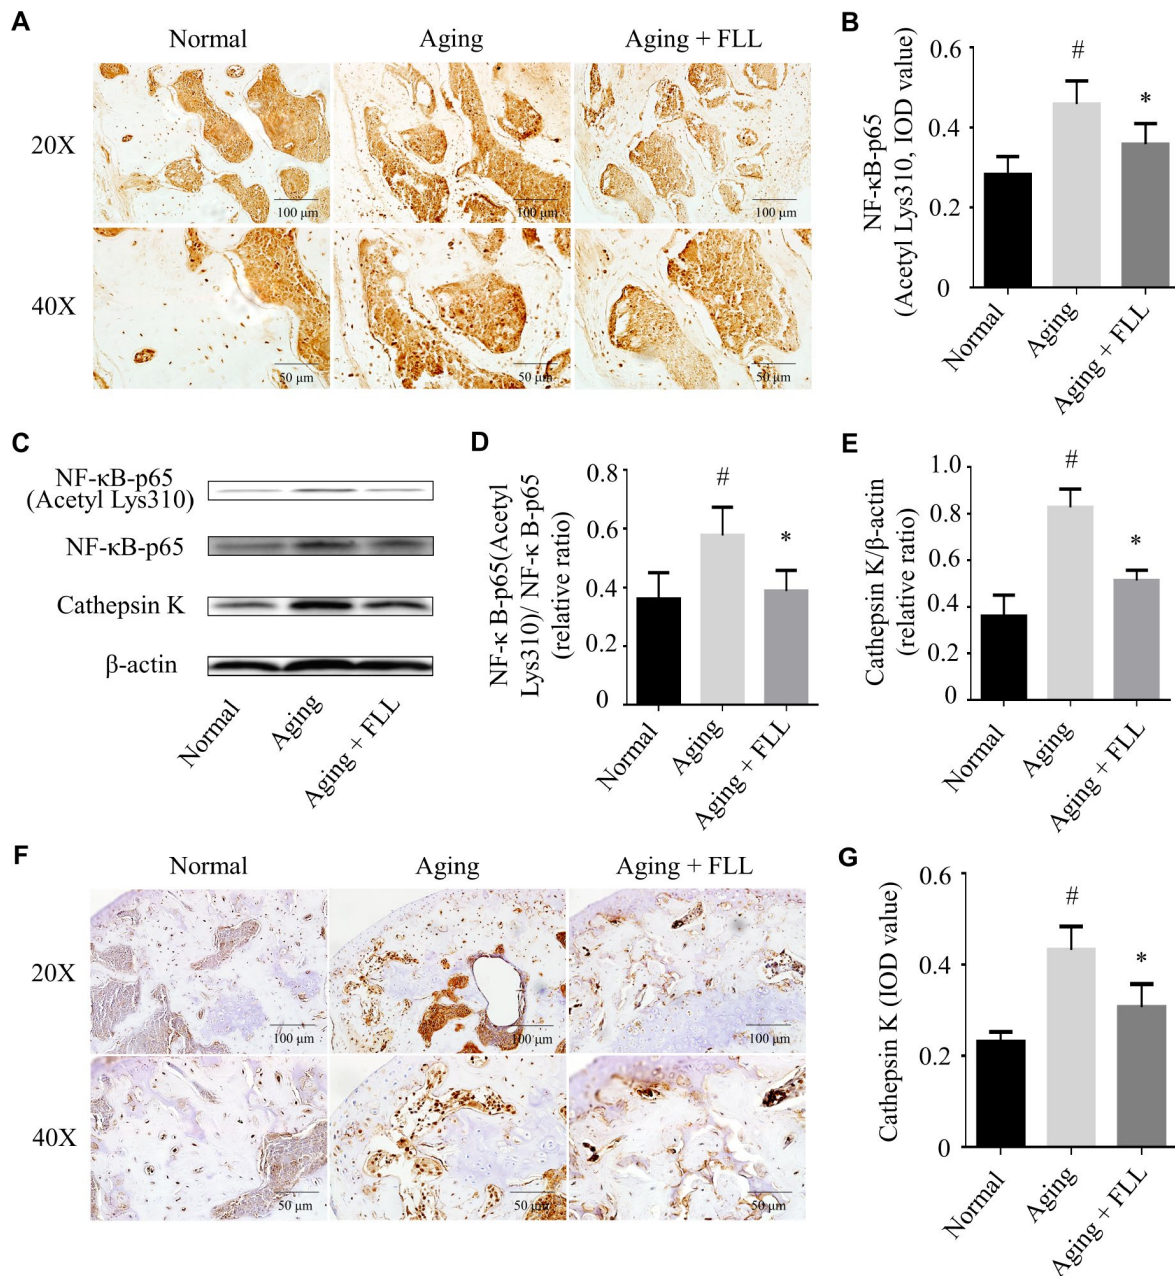 A
Normal
Aging
Aging + FLL
20X
100 μm
100 μm
100 μm
40X
50 μm
50 μm
50 μm
B
NF-κB-p65
(Acetyl Lys310, IOD value)
0.6
0.4
0.2
0
#
*
Normal
Aging
Aging + FLL
C
NF-κB-p65
(Acetyl Lys310)
NF-κB-p65
Cathepsin K
β-actin
Normal
Aging
Aging + FLL
D
NF-κ B-p65(Acetyl
Lys310)/ NF-κ B-p65
(relative ratio)
0.8
0.6
0.4
0.2
0
#
*
Normal
Aging
Aging + FLL
E
Cathepsin K/β-actin
(relative ratio)
1.0
0.8
0.6
0.4
0.2
0
#
*
Normal
Aging
Aging + FLL
F
Normal
Aging
Aging + FLL
20X
100 μm
100 μm
100 μm
40X
50 μm
50 μm
50 μm
G
Cathepsin K (IOD value)
0.6
0.4
0.2
0
#
*
Normal
Aging
Aging + FLL